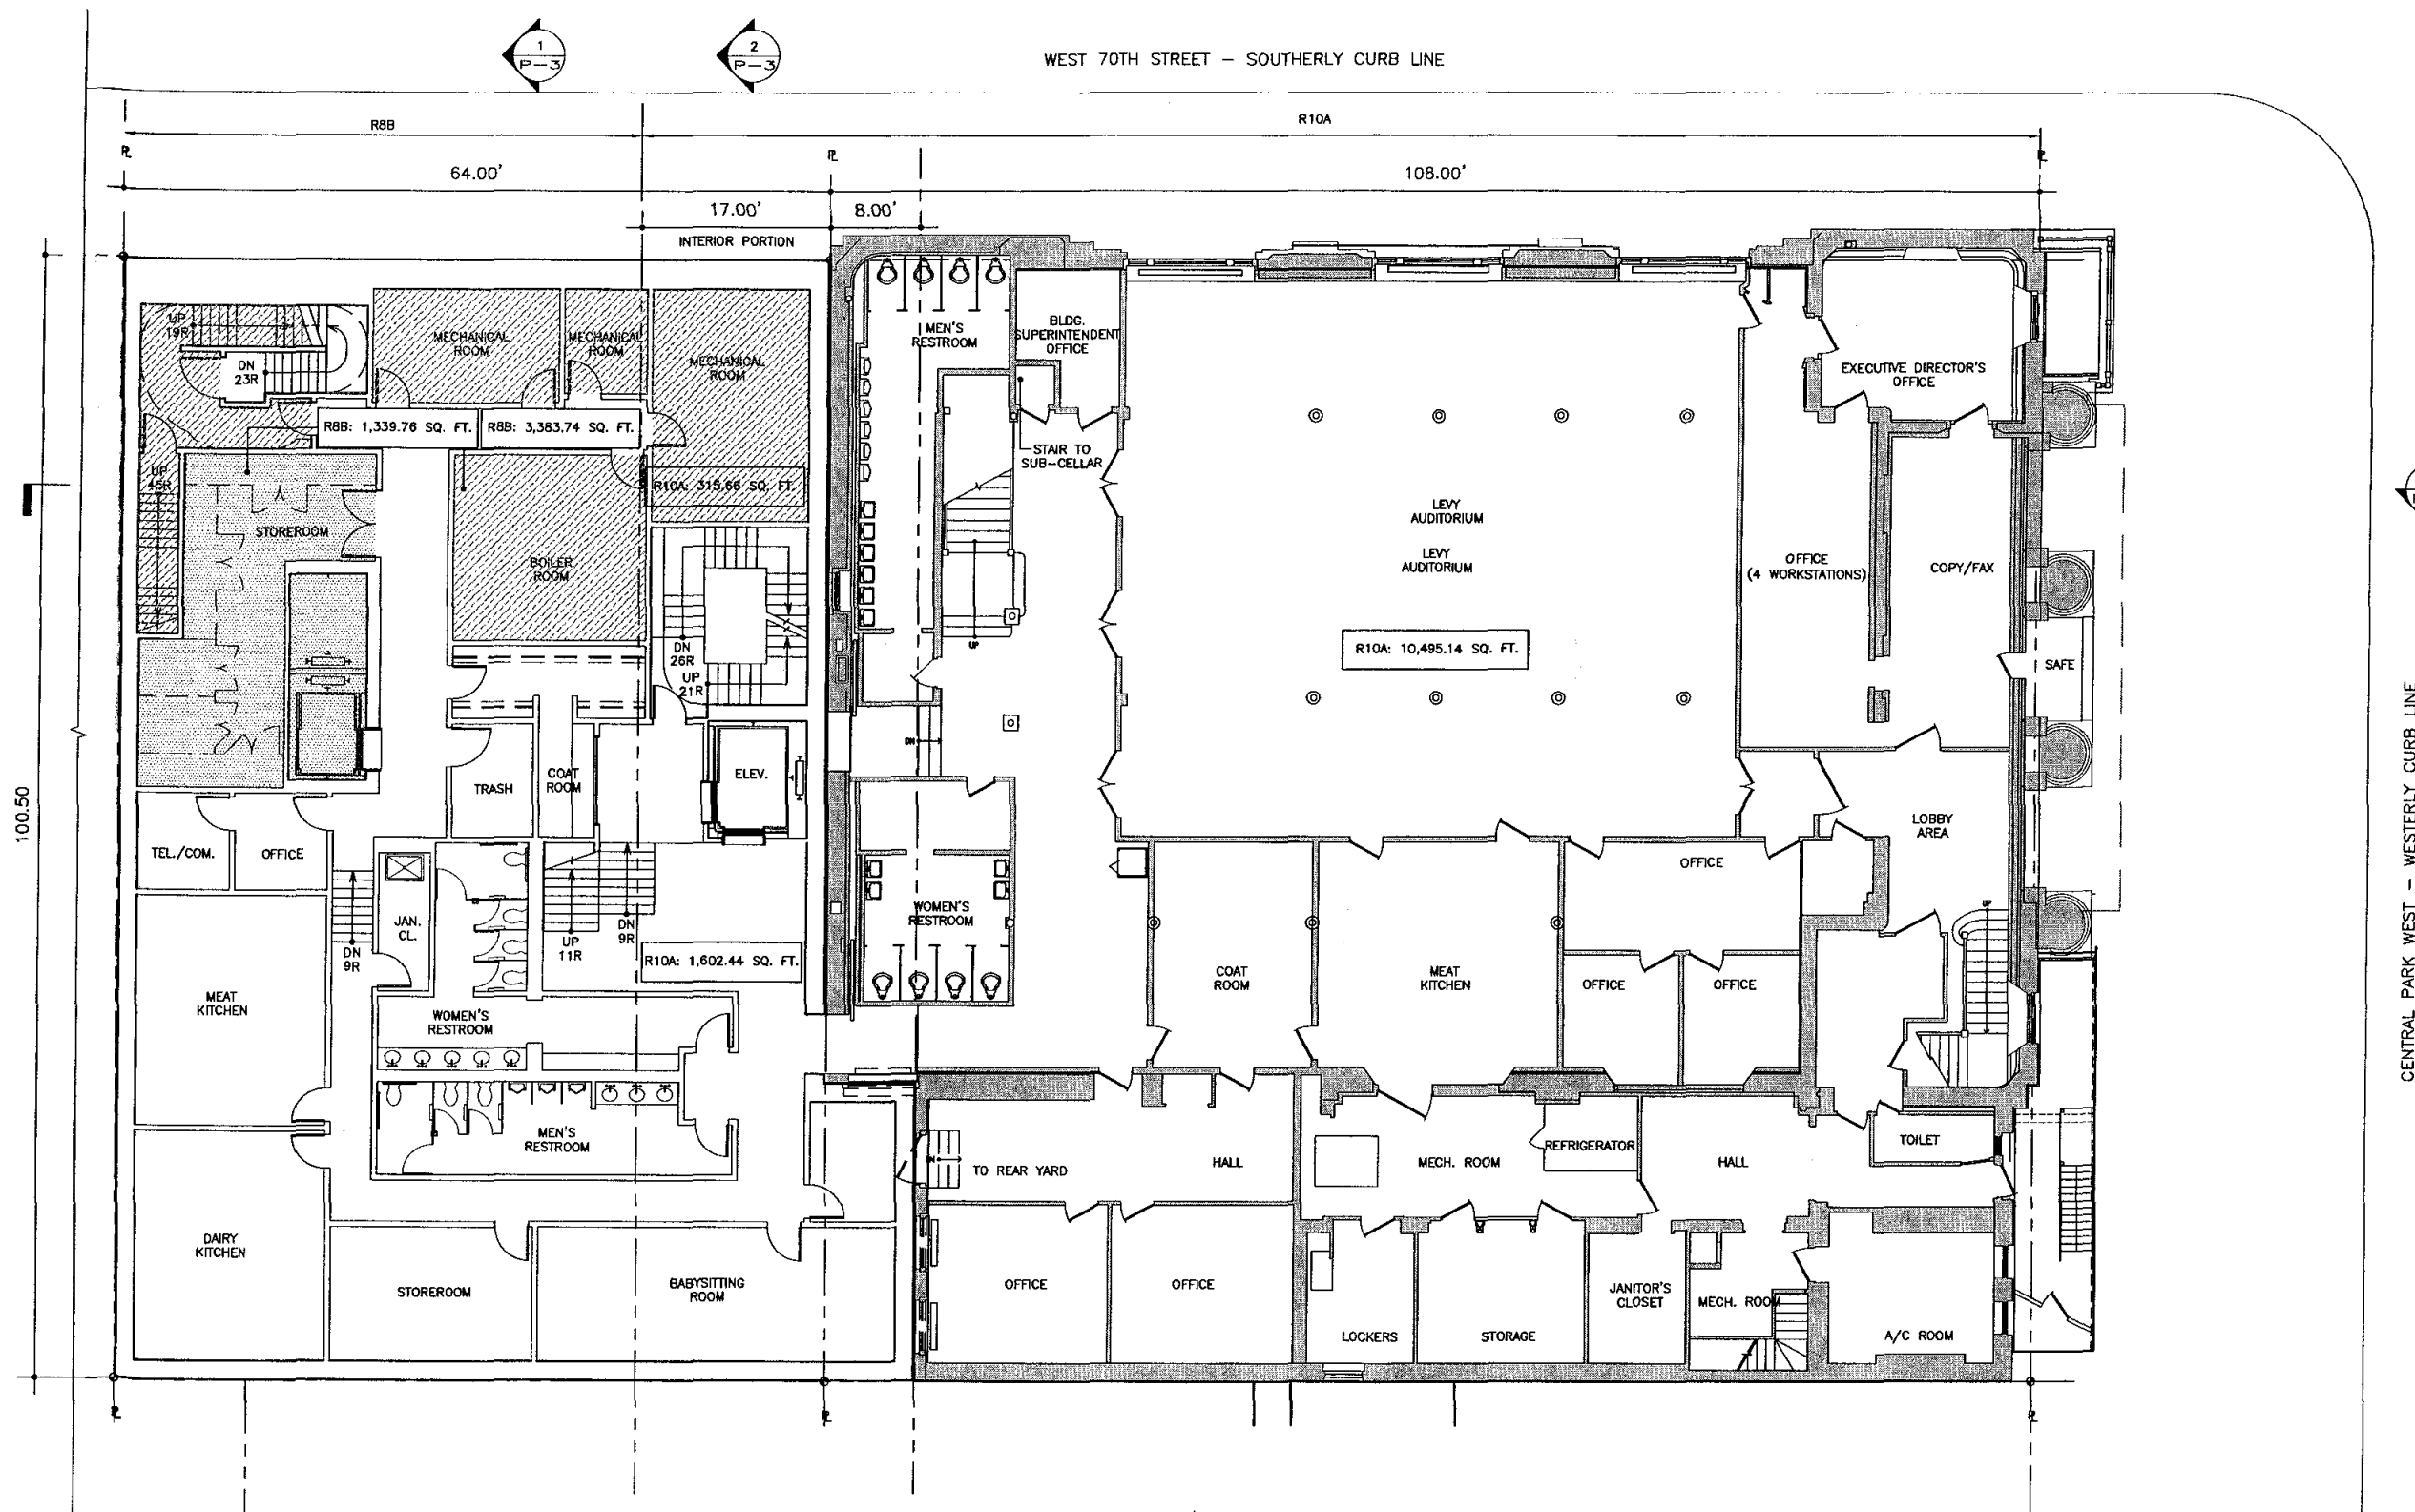 1
P-3
2
P-3
WEST 70TH STREET - SOUTHERLY CURB LINE
R8B
R10A
64.00'
108.00'
17.00'
8.00'
INTERIOR PORTION
UP
19R
DN
23R
MECHANICAL
ROOM
MECHANICAL
ROOM
MECHANICAL
ROOM
MEN'S
RESTROOM
BLDG.
SUPERINTENDENT
OFFICE
EXECUTIVE DIRECTOR'S
OFFICE
R8B: 1,339.76 SQ. FT.
R8B: 3,383.74 SQ. FT.
STAIR TO
SUB-CELLAR
UP
45R
R10A: 315.66 SQ. FT.
STOREROOM
LEVY
AUDITORIUM
LEVY
AUDITORIUM
BOILER
ROOM
OFFICE
(4 WORKSTATIONS)
COPY/FAX
DN
26R
UP
21R
UP
R10A: 10,495.14 SQ. FT.
SAFE
DN
100.50
TRASH
COAT
ROOM
ELEV.
LOBBY
AREA
TEL./COM.
OFFICE
OFFICE
JAN.
CL.
DN
9R
UP
11R
DN
9R
WOMEN'S
RESTROOM
UP
R10A: 1,602.44 SQ. FT.
MEAT
KITCHEN
WOMEN'S
RESTROOM
COAT
ROOM
MEAT
KITCHEN
OFFICE
OFFICE
CENTRAL PARK WEST - WESTERLY CURB LINE
MEN'S
RESTROOM
DN
TO REAR YARD
HALL
MECH. ROOM
REFRIGERATOR
HALL
TOILET
DAIRY
KITCHEN
STOREROOM
BABYSITTING
ROOM
OFFICE
OFFICE
LOCKERS
STORAGE
JANITOR'S
CLOSET
MECH. ROOM
A/C ROOM